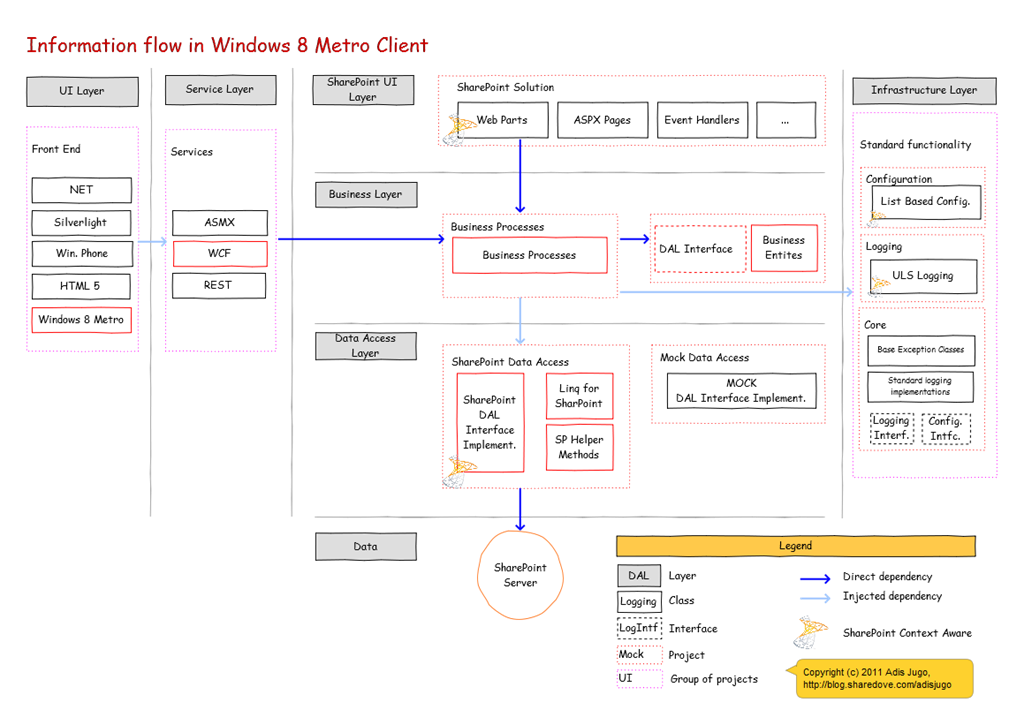 Information flow in Windows 8 Metro Client
UI Layer
Front End
NET
Silverlight
Win. Phone
HTML 5
Windows 8 Metro
Service Layer
Services
ASMX
WCF
REST
SharePoint UI
Layer
SharePoint Solution
Web Parts
ASPX Pages
Event Handlers
...
Business Layer
Business Processes
Business Processes
DAL Interface
Business
Entites
Data Access
Layer
SharePoint Data Access
SharePoint
DAL
Interface
Implement.
Linq for
SharPoint
SP Helper
Methods
Mock Data Access
MOCK
DAL Interface Implement.
Data
SharePoint
Server
Infrastructure Layer
Standard functionality
Configuration
List Based Config.
Logging
ULS Logging
Core
Base Exception Classes
Standard logging
implementations
Logging
Interf.
Config.
Intfc.
Legend
DAL
Layer
Logging
Class
LogIntf
Interface
Mock
Project
UI
Group of projects
Direct dependency
Injected dependency
SharePoint Context Aware
Copyright (c) 2011 Adis Jugo,
http://blog.sharedove.com/adisjugo